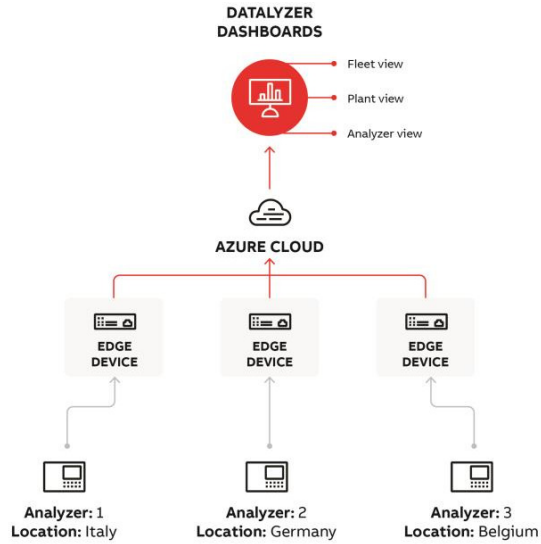 DATALYZER
DASHBOARDS
Fleet view
Plant view
Analyzer view
AZURE CLOUD
EDGE
DEVICE
EDGE
DEVICE
EDGE
DEVICE
Analyzer: 1
Location: Italy
Analyzer: 2
Location: Germany
Analyzer: 3
Location: Belgium